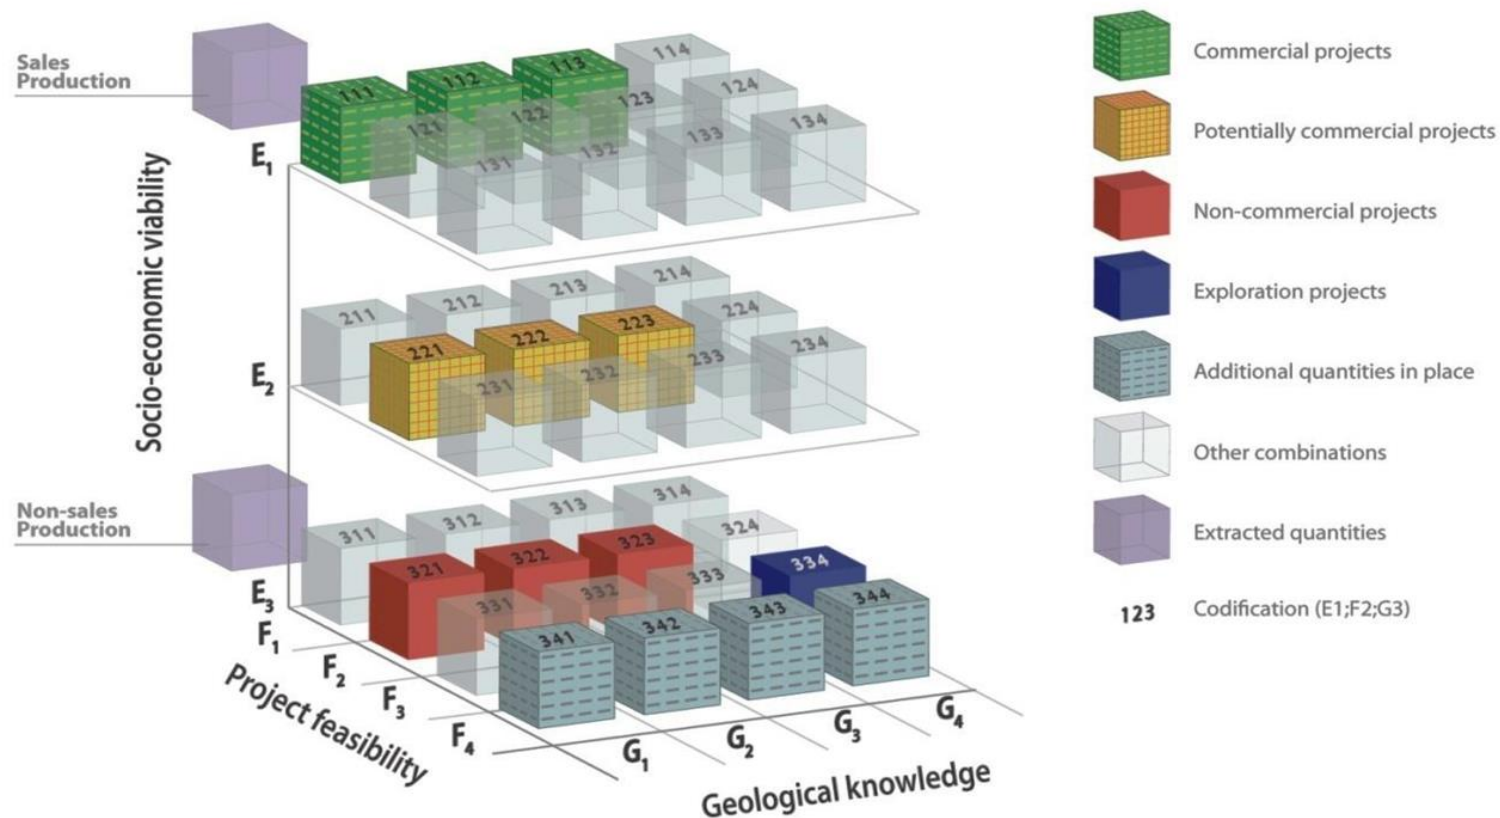 Sales
Production
Socio-economic viability
E1
111
112
113
114
121
122
123
124
131
132
133
134
E2
211
212
213
214
221
222
223
224
231
232
233
234
Non-sales
Production
E3
311
312
313
314
321
322
323
324
331
332
333
334
341
342
343
344
F1
F2
F3
F4
Project feasibility
G1
G2
G3
G4
Geological knowledge
Commercial projects
Potentially commercial projects
Non-commercial projects
Exploration projects
Additional quantities in place
Other combinations
Extracted quantities
123 Codification (E1;F2;G3)